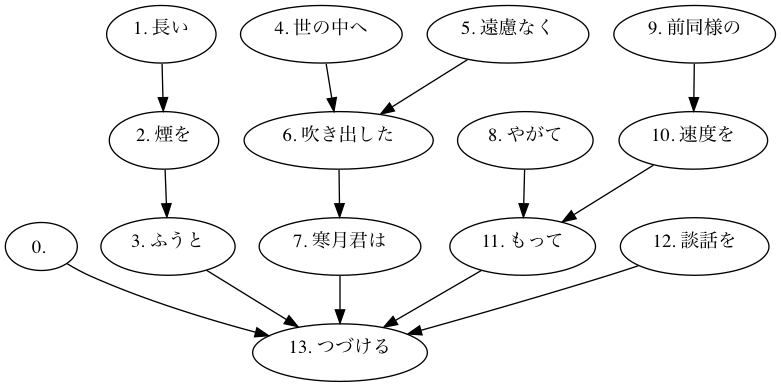 1. 長い
4. 世の中へ
5. 遠慮なく
9. 前同様の
2. 煙を
6. 吹き出した
8. やがて
10. 速度を
0.
3. ふうと
7. 寒月君は
11. もって
12. 談話を
13. つづける